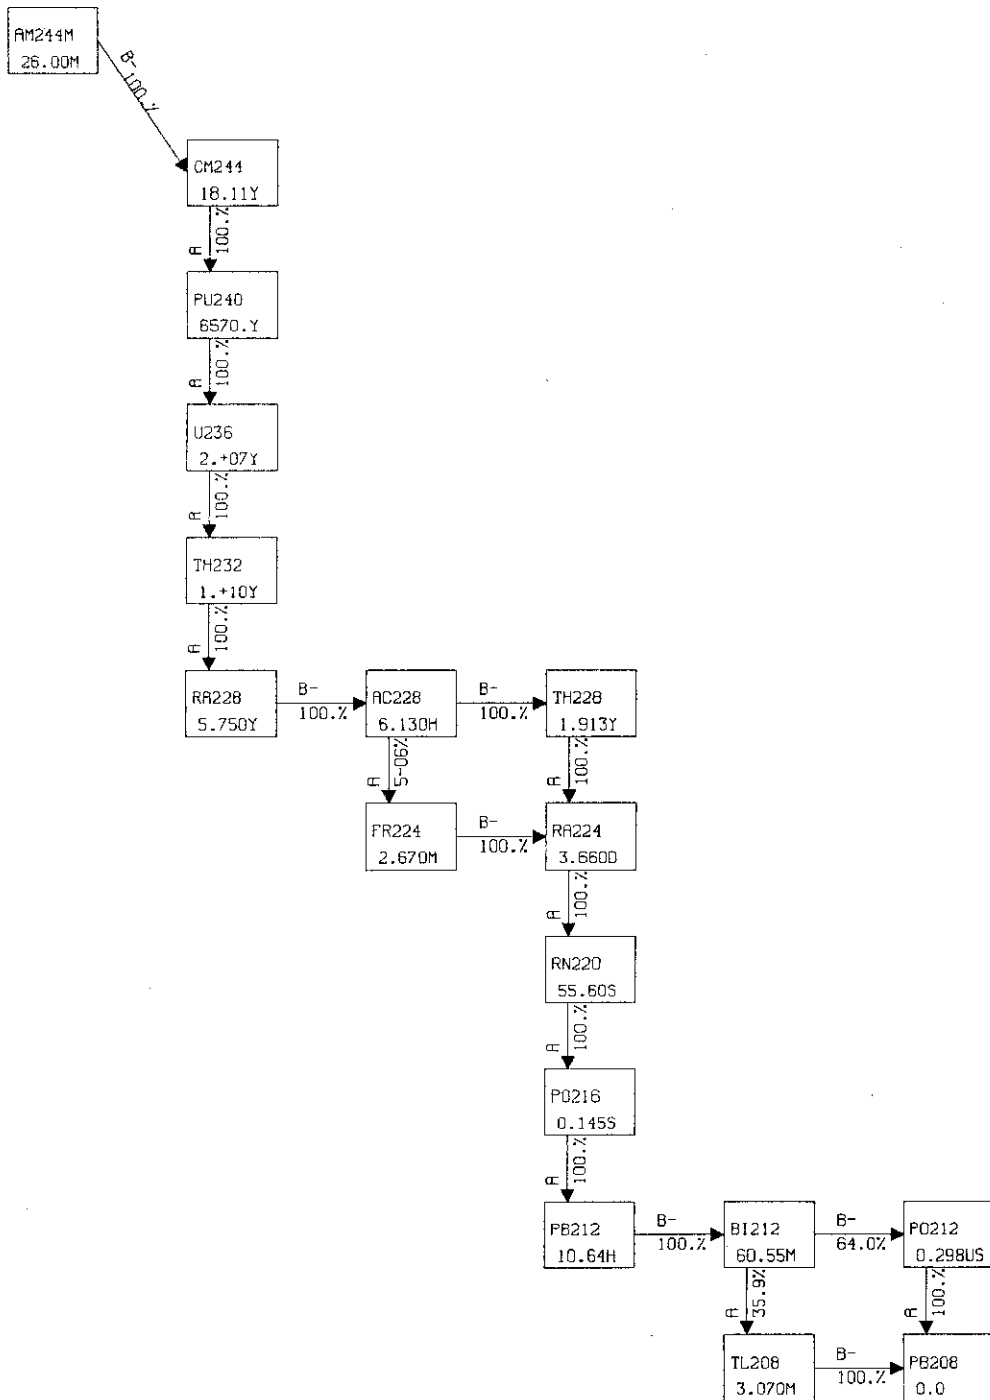 AM244M
26.00M
B-
100.%
CM244
18.11Y
A
100.%
PU240
6570.Y
A
100.%
U236
2.+07Y
A
100.%
TH232
1.+10Y
A
100.%
RA228
5.750Y
B-
100.%
AC228
6.130H
B-
100.%
TH228
1.913Y
A
5-06%
A
100.%
FR224
2.670M
B-
100.%
RA224
3.660D
A
100.%
RN220
55.60S
A
100.%
PO216
0.145S
A
100.%
PB212
10.64H
B-
100.%
BI212
60.55M
B-
64.0%
PO212
0.298US
A
35.9%
A
100.%
TL208
3.070M
B-
100.%
PB208
0.0